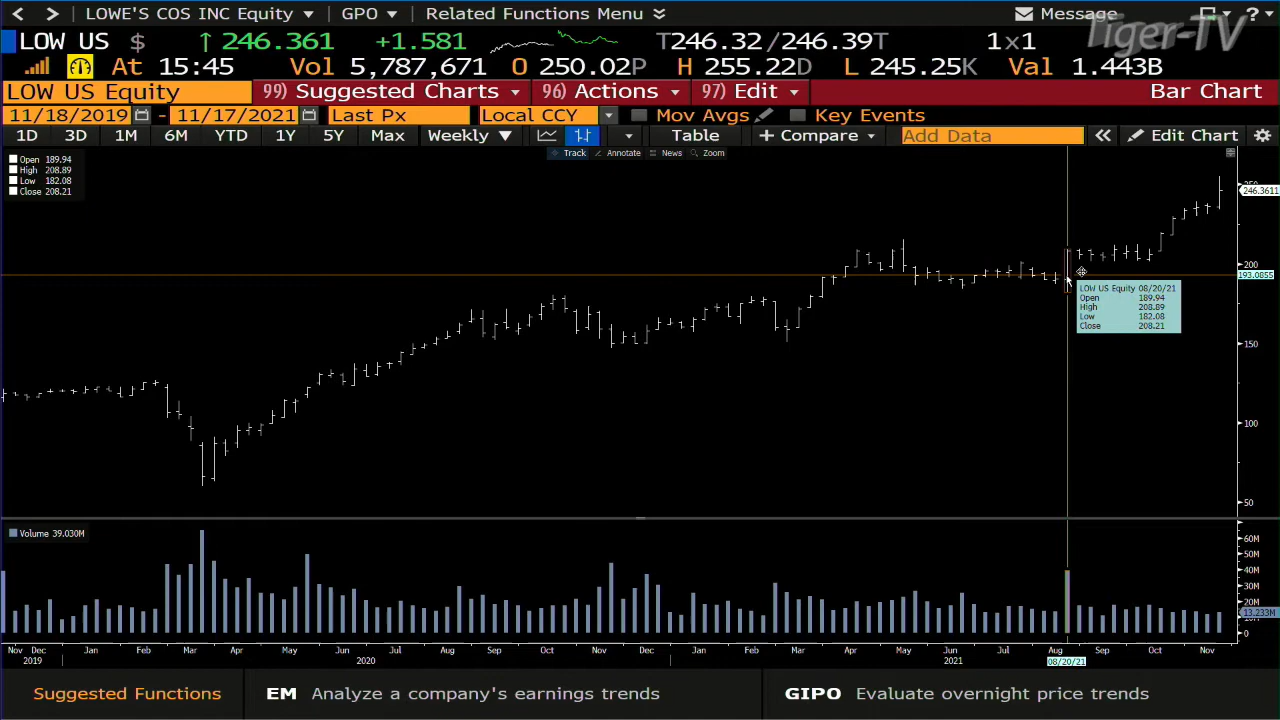 LOWE'S COS INC Equity GPO Related Functions Menu Message ?
Tiger-TV
LOW US $ ↑ 246.361 +1.581 T246.32/246.39T 1x1
At 15:45 Vol 5,787,671 O 250.02P H 255.22D L 245.25K Val 1.443B
LOW US Equity 99) Suggested Charts 96) Actions 97) Edit Bar Chart
11/18/2019 - 11/17/2021 Last Px Local CCY Mov Avgs Key Events
1D 3D 1M 6M YTD 1Y 5Y Max Weekly ▼ Table + Compare Add Data « Edit Chart
Track Annotate News Zoom
Open 189.94
High 208.89
Low 182.08
Close 208.21
246.3611
200
193.0855
LOW US Equity 08/20/21
Open 189.94
High 208.89
Low 182.08
Close 208.21
150
100
50
Volume 39.030M
60M
50M
40M
30M
20M
13.233M
0
Nov Dec Jan Feb Mar Apr Jun Jul Aug Sep Oct Nov Dec Jan Feb Mar Apr May Jun Jul Aug Sep Oct Nov
2019 2020 2021 08/20/21
Suggested Functions EM Analyze a company's earnings trends GIPO Evaluate overnight price trends